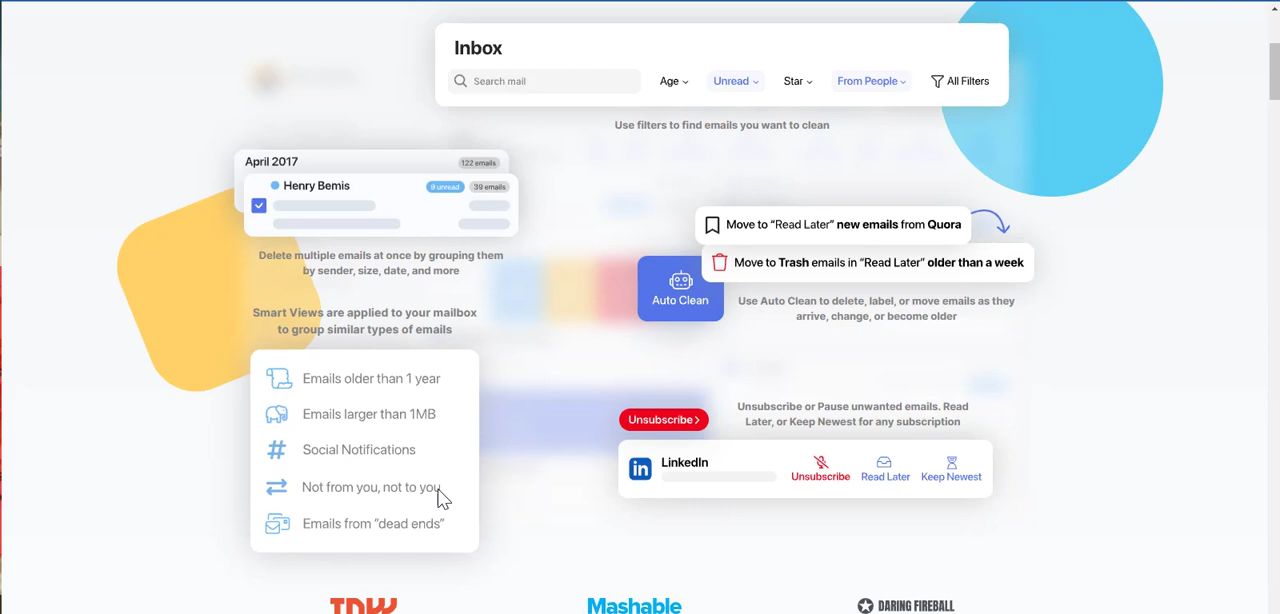 Inbox
Search mail
Age
Unread
Star
From People
All Filters
Use filters to find emails you want to clean
April 2017
122 emails
Henry Bemis
9 unread
39 emails
Delete multiple emails at once by grouping them
by sender, size, date, and more
Smart Views are applied to your mailbox
to group similar types of emails
Emails older than 1 year
Emails larger than 1MB
Social Notifications
Not from you, not to you
Emails from "dead ends"
Move to "Read Later" new emails from Quora
Move to Trash emails in "Read Later" older than a week
Auto Clean
Use Auto Clean to delete, label, or move emails as they
arrive, change, or become older
Unsubscribe
Unsubscribe or Pause unwanted emails. Read
Later, or Keep Newest for any subscription
in
LinkedIn
Unsubscribe
Read Later
Keep Newest
TNW
Mashable
DARING FIREBALL